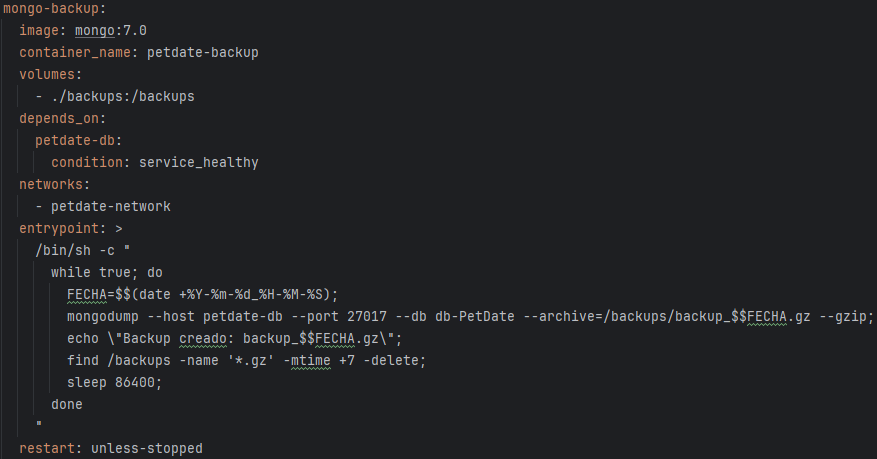 mongo-backup:
  image: mongo:7.0
  container_name: petdate-backup
  volumes:
    - ./backups:/backups
  depends_on:
    petdate-db:
      condition: service_healthy
  networks:
    - petdate-network
  entrypoint: >
    /bin/sh -c "
      while true; do
        FECHA=$$(date +%Y-%m-%d_%H-%M-%S);
        mongodump --host petdate-db --port 27017 --db db-PetDate --archive=/backups/backup_$$FECHA.gz --gzip;
        echo \"Backup creado: backup_$$FECHA.gz\";
        find /backups -name '*.gz' -mtime +7 -delete;
        sleep 86400;
      done
    "
  restart: unless-stopped